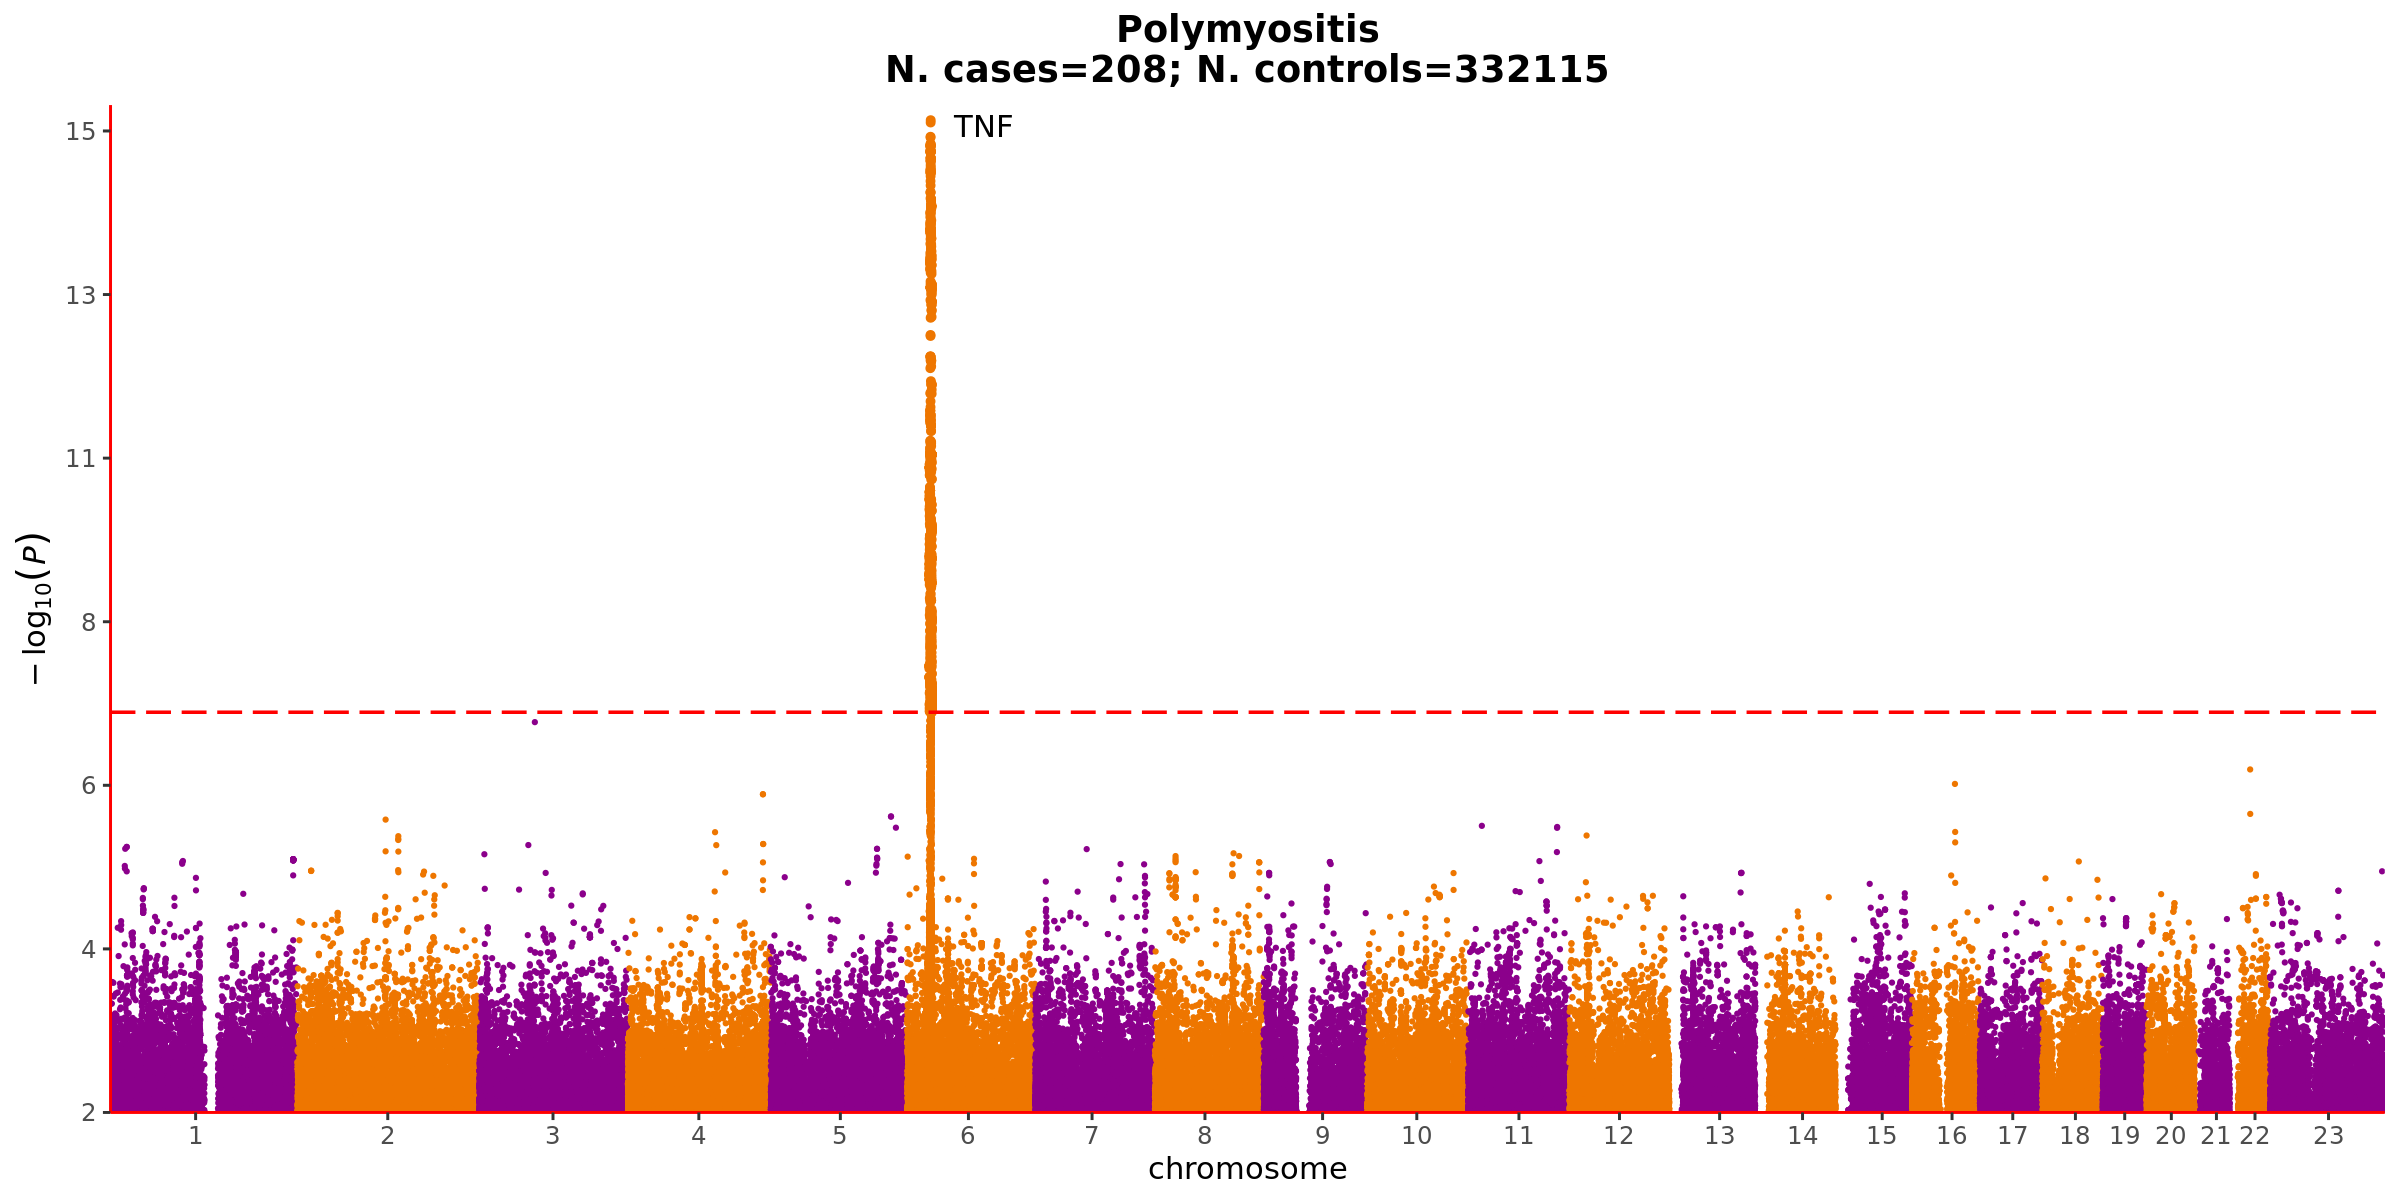 Polymyositis
N. cases=208; N. controls=332115
TNF
15
13
11
8
6
4
2
− log10(P)
1 2 3 4 5 6 7 8 9 10 11 12 13 14 15 16 17 18 19 20 21 22 23
chromosome